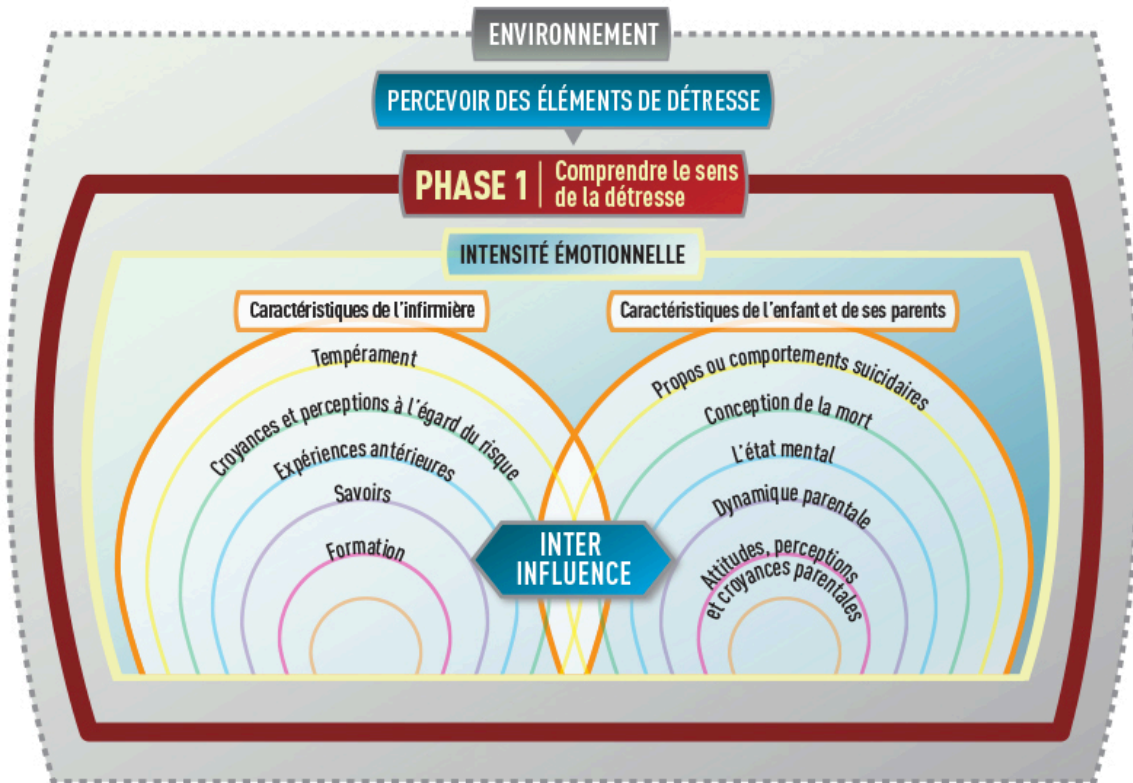 ENVIRONNEMENT
PERCEVOIR DES ÉLÉMENTS DE DÉTRESSE
PHASE 1
Comprendre le sens
de la détresse
INTENSITÉ ÉMOTIONNELLE
Caractéristiques de l'infirmière
Tempérament
Croyances et perceptions à l'égard du risque
Expériences antérieures
Savoirs
Formation
Caractéristiques de l'enfant et de ses parents
Propos ou comportements suicidaires
Conception de la mort
L'état mental
Dynamique parentale
Attitudes, perceptions
et croyances parentales
INTER
INFLUENCE